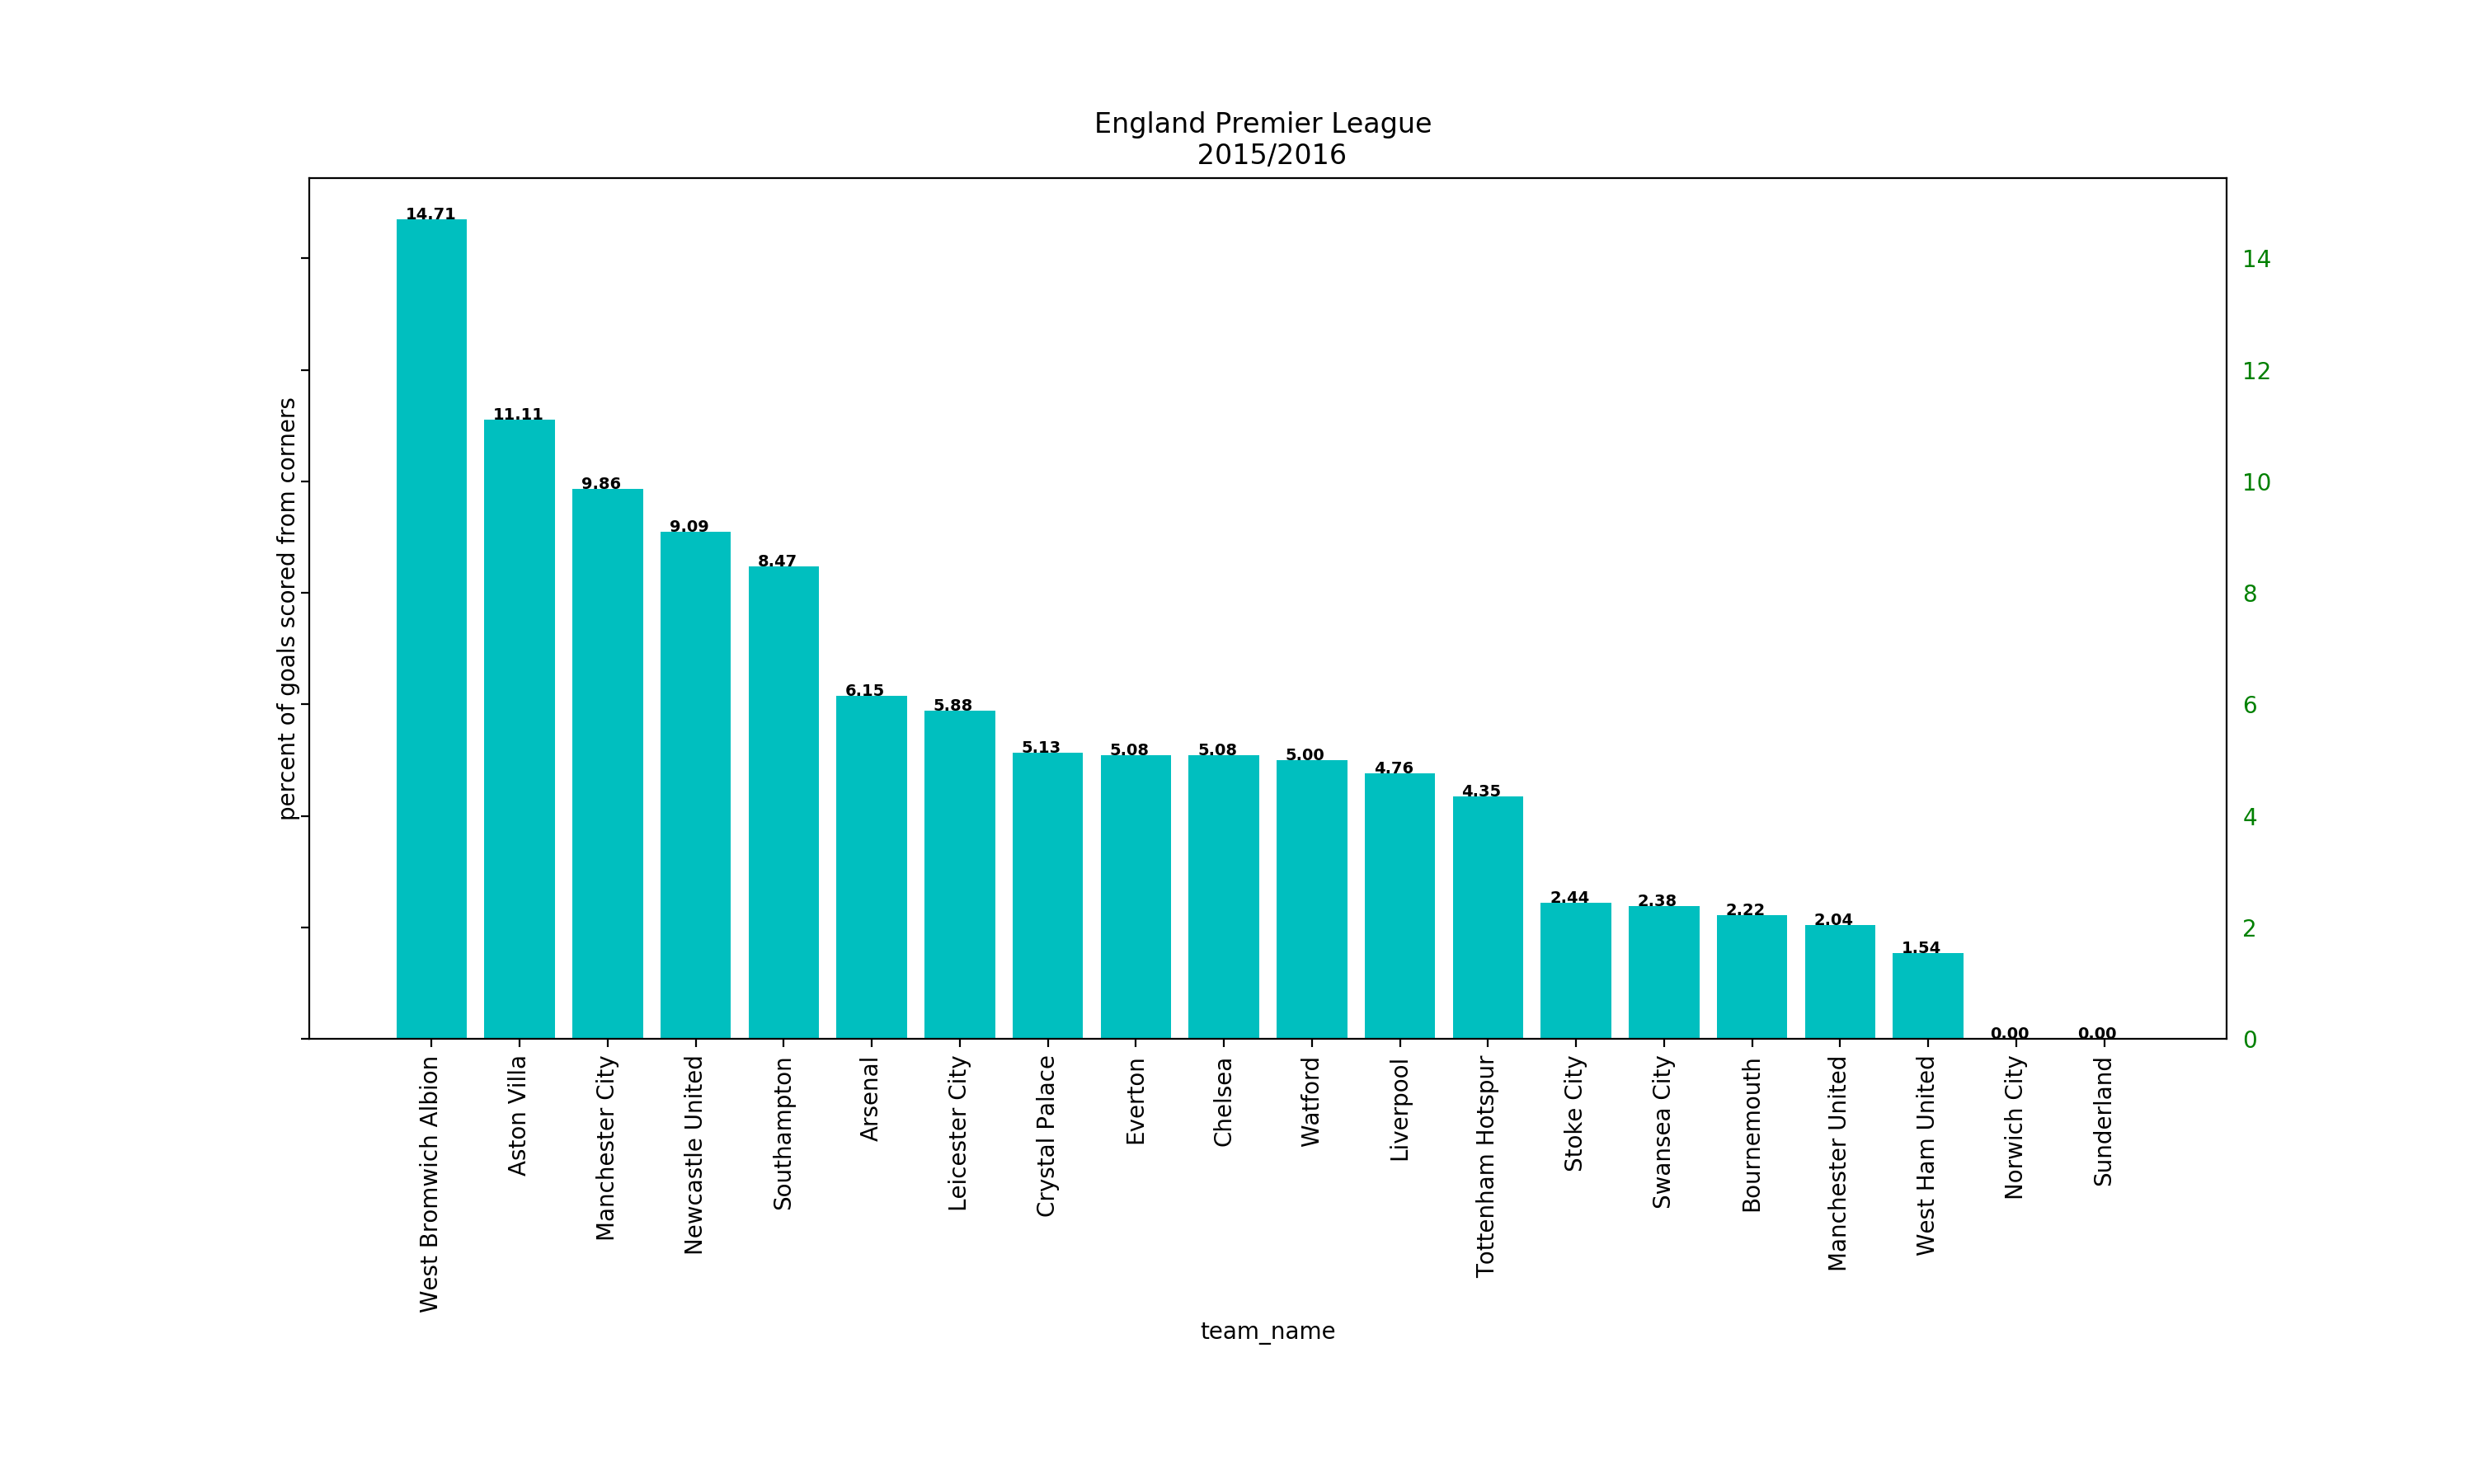 England Premier League
2015/2016
percent of goals scored from corners
14.71
11.11
9.86
9.09
8.47
6.15
5.88
5.13
5.08
5.08
5.00
4.76
4.35
2.44
2.38
2.22
2.04
1.54
0.00
0.00
14
12
10
8
6
4
2
0
West Bromwich Albion
Aston Villa
Manchester City
Newcastle United
Southampton
Arsenal
Leicester City
Crystal Palace
Everton
Chelsea
Watford
Liverpool
Tottenham Hotspur
Stoke City
Swansea City
Bournemouth
Manchester United
West Ham United
Norwich City
Sunderland
team_name